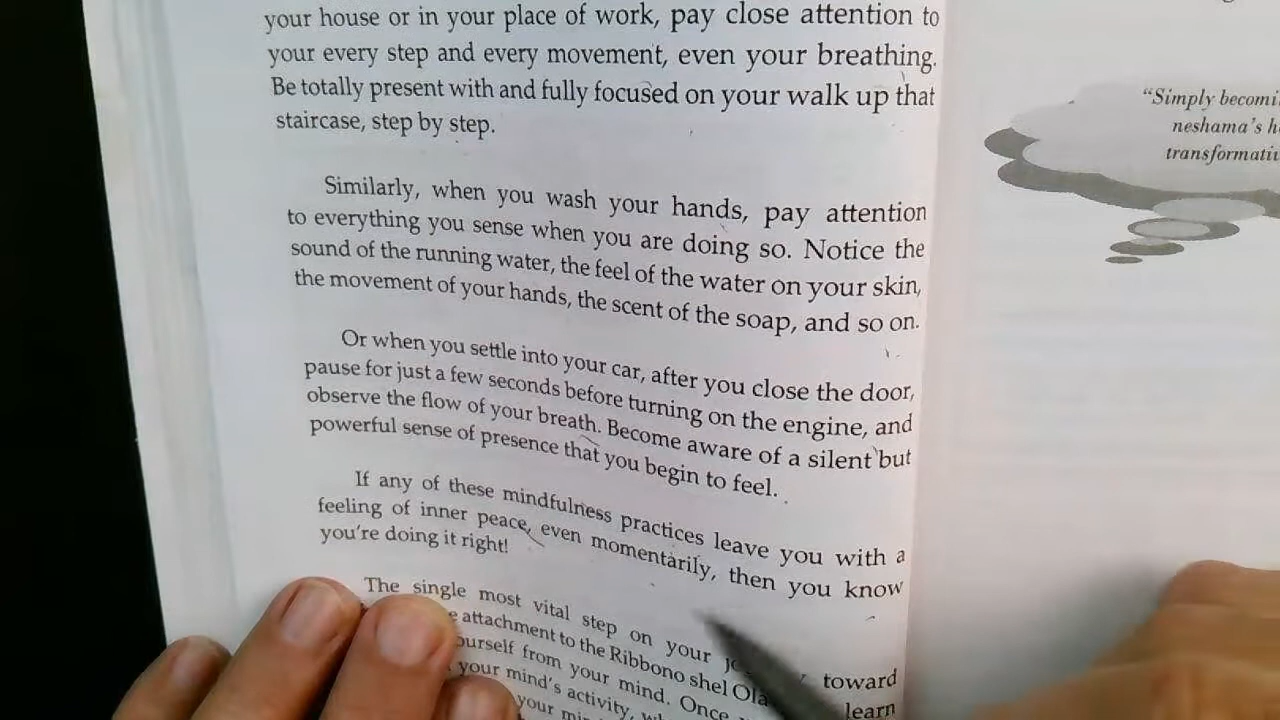 your house or in your place of work, pay close attention to
your every step and every movement, even your breathing.
Be totally present with and fully focused on your walk up that
staircase, step by step.
Similarly, when you wash your hands, pay attention
to everything you sense when you are doing so. Notice the
sound of the running water, the feel of the water on your skin,
the movement of your hands, the scent of the soap, and so on.
Or when you settle into your car, after you close the door,
pause for just a few seconds before turning on the engine, and
observe the flow of your breath. Become aware of a silent but
powerful sense of presence that you begin to feel.
If any of these mindfulness practices leave you with a
feeling of inner peace, even momentarily, then you know
you're doing it right!
The single most vital step on your toward
attachment to the Ribbono shel
from your mind. Once learn
your mind's activity,
your
"Simply
neshama's